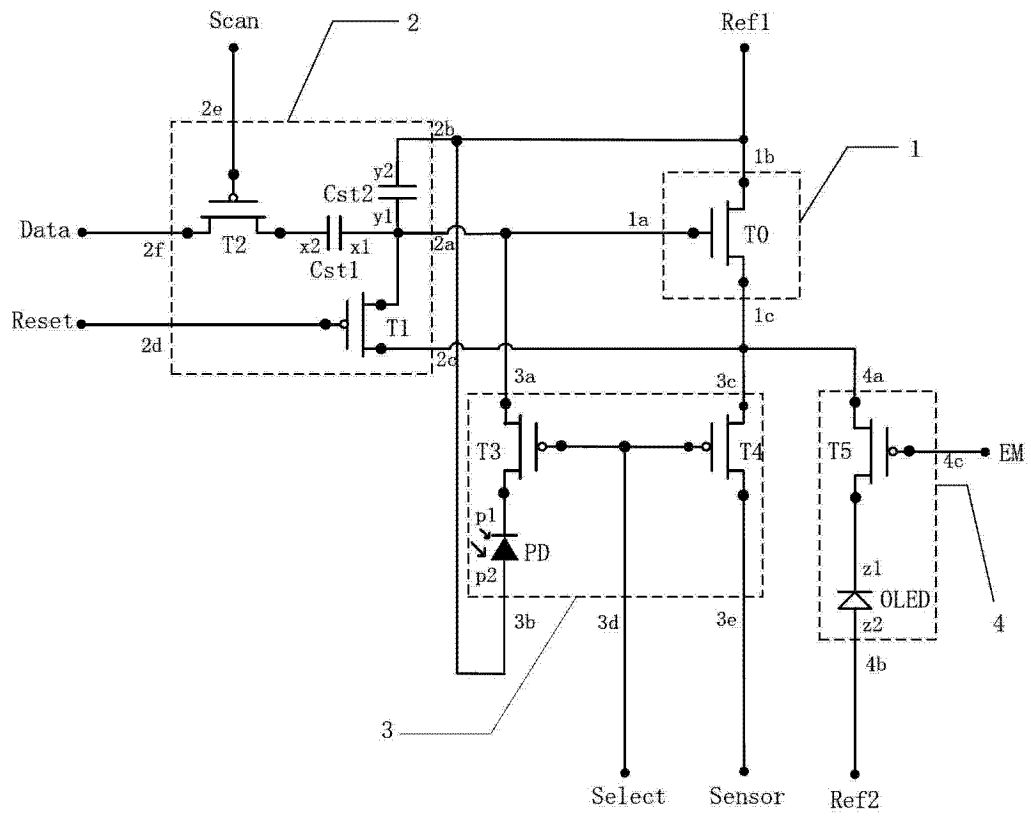 Scan
2
Ref1
2e
2b
1b
1
y2
Cst2
y1
1a
T0
Data
2f
T2
x2
x1
Cst1
2a
Reset
2d
T1
2c
1c
3a
3c
4a
T3
T4
T5
4c
EM
p1
PD
p2
z1
OLED
z2
3b
3d
3e
4b
4
3
Select
Sensor
Ref2